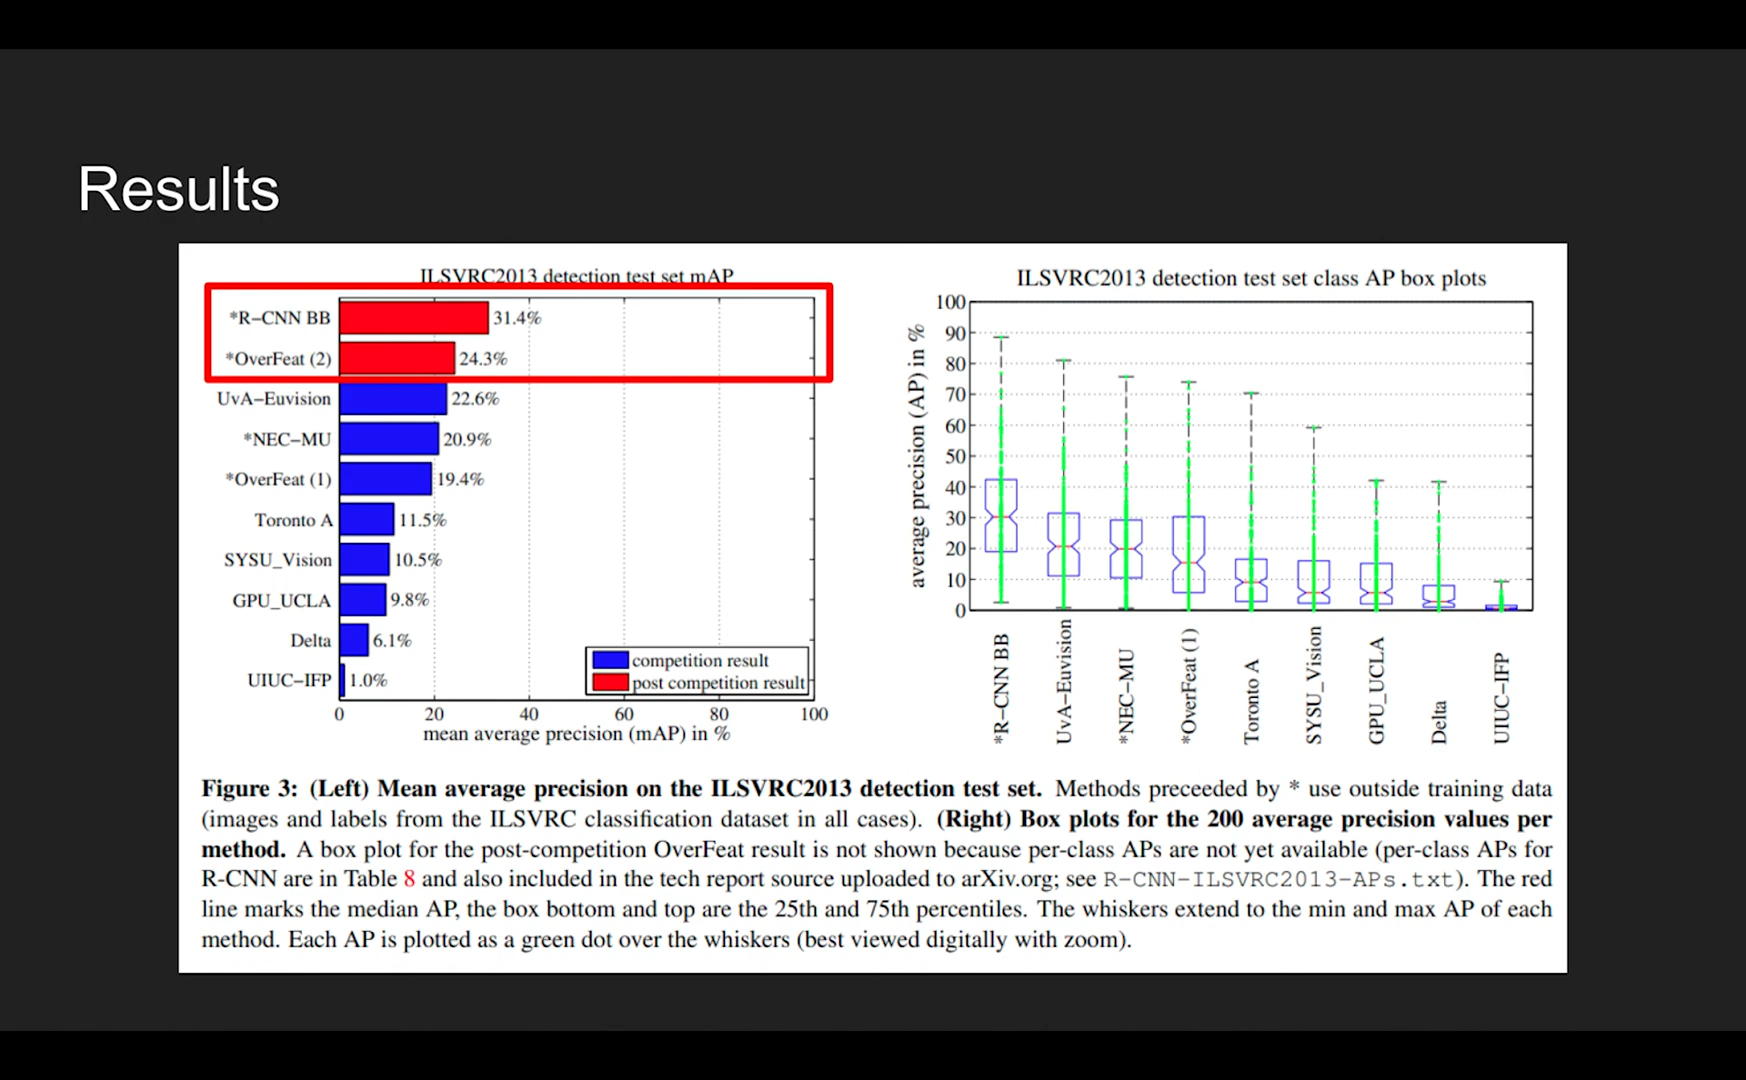 Results
ILSVRC2013 detection test set mAP
*R−CNN BB
31.4%
*OverFeat (2)
24.3%
UvA−Euvision
22.6%
*NEC−MU
20.9%
*OverFeat (1)
19.4%
Toronto A
11.5%
SYSU_Vision
10.5%
GPU_UCLA
9.8%
Delta
6.1%
UIUC−IFP
1.0%
competition result
post competition result
0 20 40 60 80 100
mean average precision (mAP) in %
ILSVRC2013 detection test set class AP box plots
100
90
80
70
60
50
40
30
20
10
0
average precision (AP) in %
*R−CNN BB
UvA−Euvision
*NEC−MU
*OverFeat (1)
Toronto A
SYSU_Vision
GPU_UCLA
Delta
UIUC−IFP
Figure 3: (Left) Mean average precision on the ILSVRC2013 detection test set. Methods preceeded by * use outside training data
(images and labels from the ILSVRC classification dataset in all cases). (Right) Box plots for the 200 average precision values per
method. A box plot for the post-competition OverFeat result is not shown because per-class APs are not yet available (per-class APs for
R-CNN are in Table 8 and also included in the tech report source uploaded to arXiv.org; see R-CNN-ILSVRC2013-APs.txt). The red
line marks the median AP, the box bottom and top are the 25th and 75th percentiles. The whiskers extend to the min and max AP of each
method. Each AP is plotted as a green dot over the whiskers (best viewed digitally with zoom).